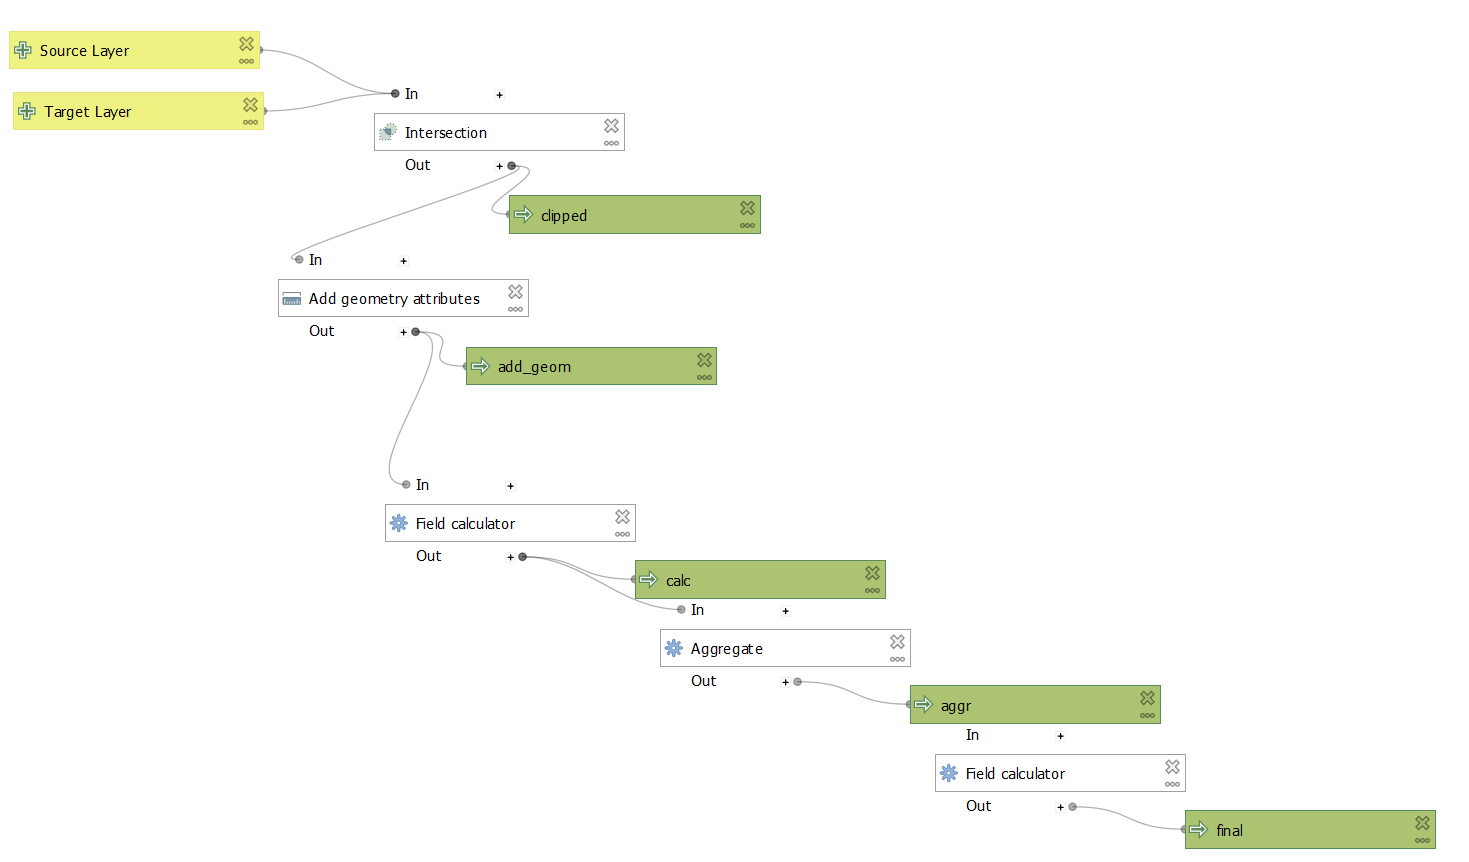 Source Layer
Target Layer
In +
Intersection
Out +
clipped
In +
Add geometry attributes
Out +
add_geom
In +
Field calculator
Out +
calc
In +
Aggregate
Out +
aggr
In +
Field calculator
Out +
final